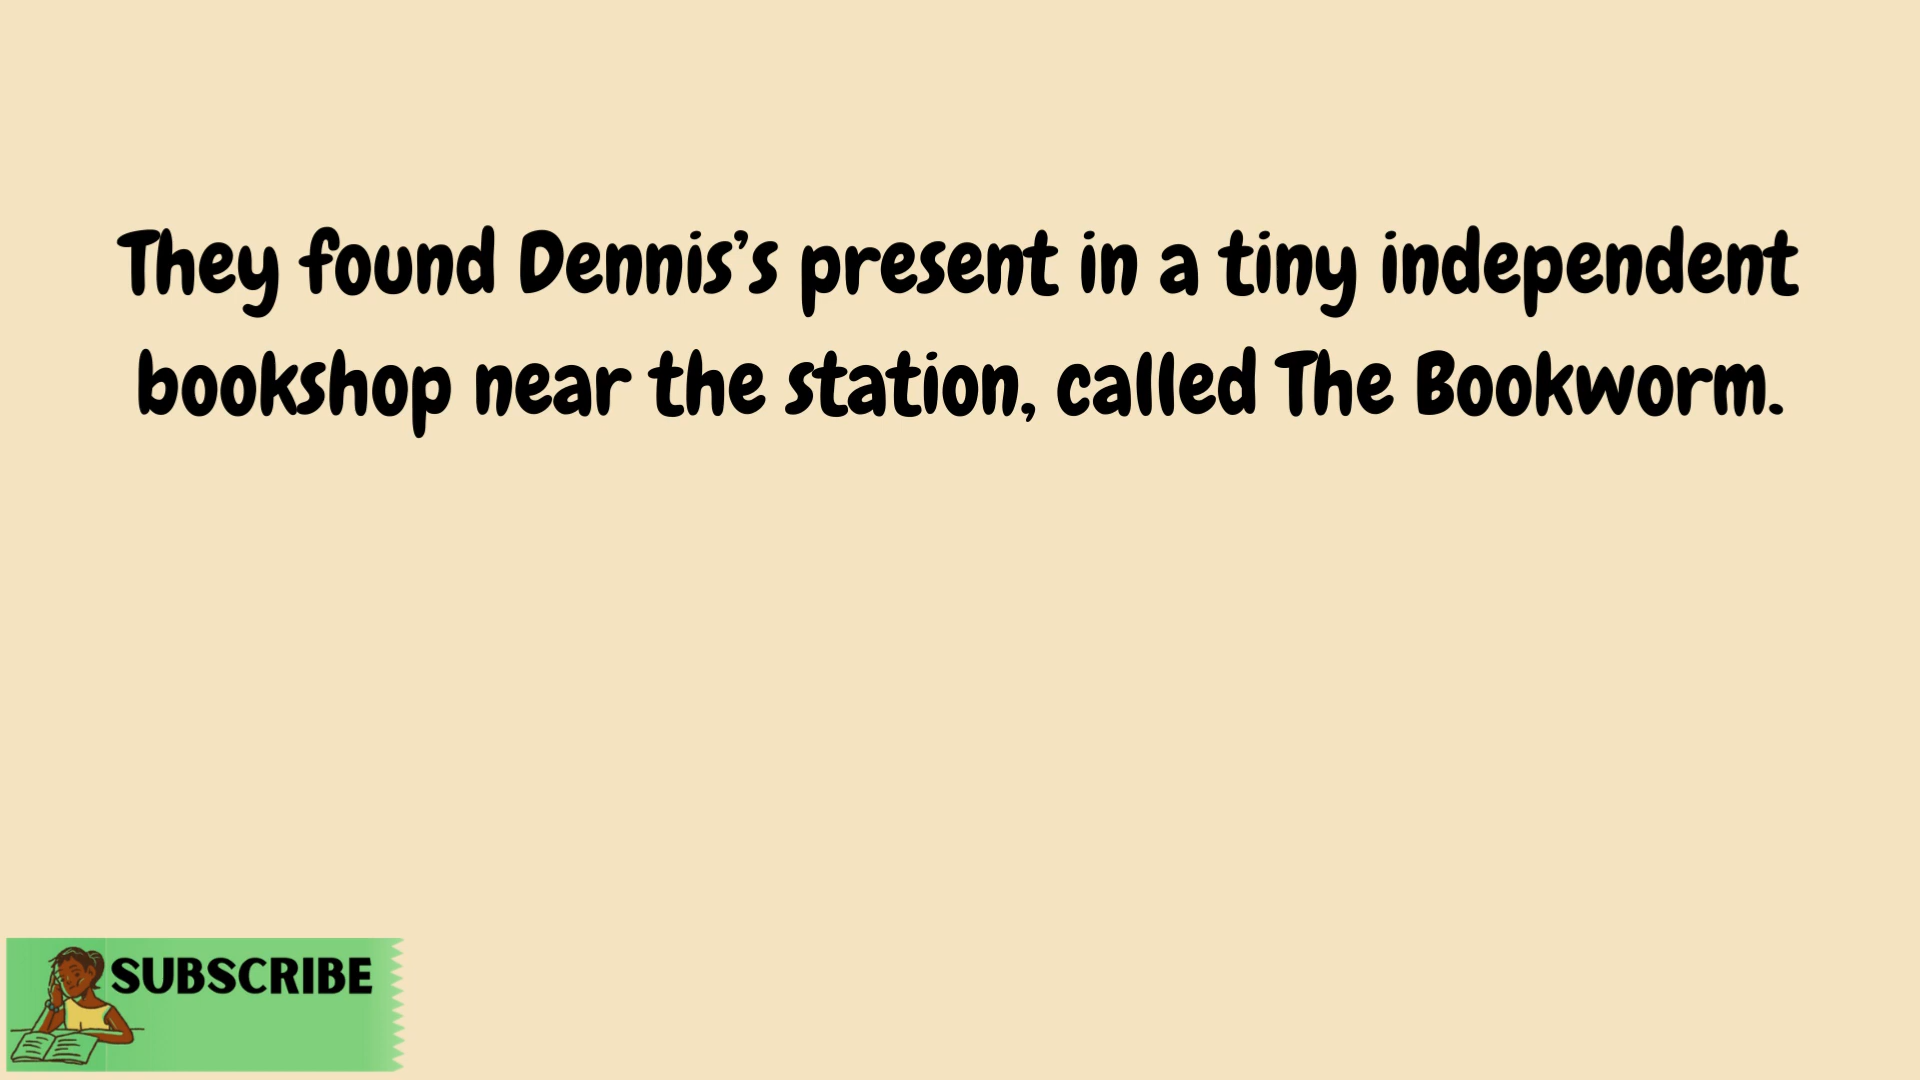 They found Dennis’s present in a tiny independent
bookshop near the station, called The Bookworm.
SUBSCRIBE